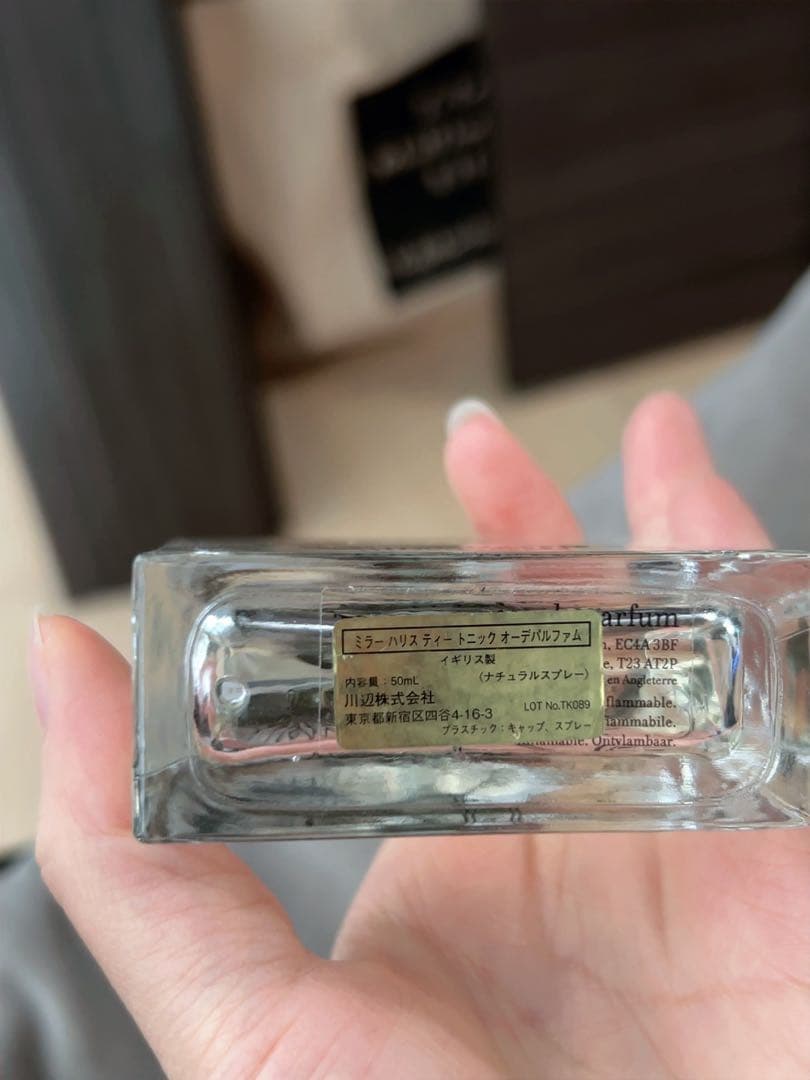 ミラー ハリス ティー トニック オーデパルファム
イギリス製
内容量：50mL （ナチュラルスプレー）
川辺株式会社 LOT No.TK089
東京都新宿区四谷4-16-3
プラスチック：キャップ、スプレー
arfum
EC4A 3BF
T23 AT2P
en Angleterre
flammable.
Ontvlambaar.